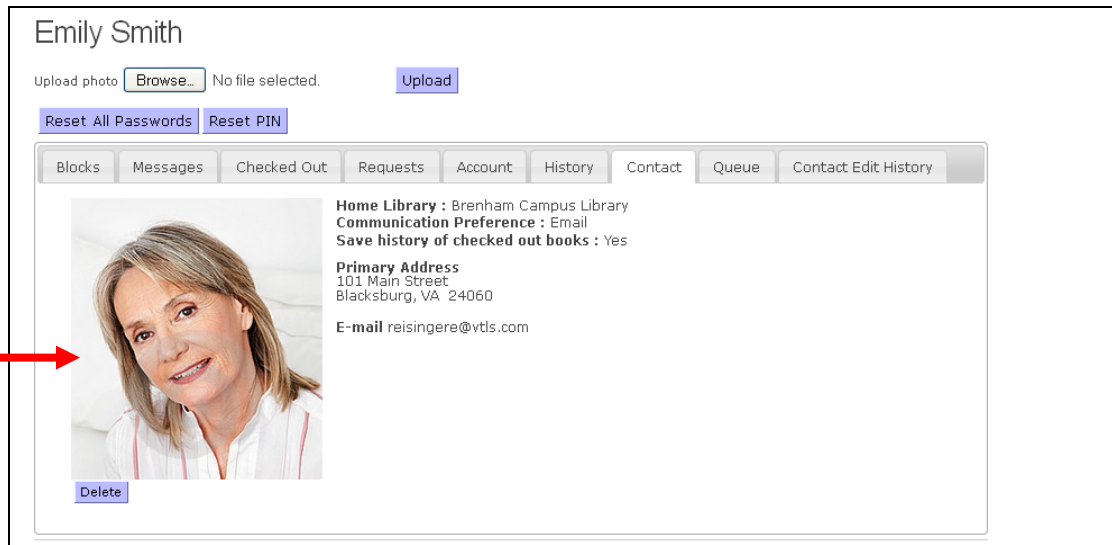 Emily Smith
Upload photo Browse... No file selected. Upload
Reset All Passwords Reset PIN
Blocks Messages Checked Out Requests Account History Contact Queue Contact Edit History
Home Library : Brenham Campus Library
Communication Preference : Email
Save history of checked out books : Yes
Primary Address
101 Main Street
Blacksburg, VA 24060
E-mail reisingere@vtls.com
Delete